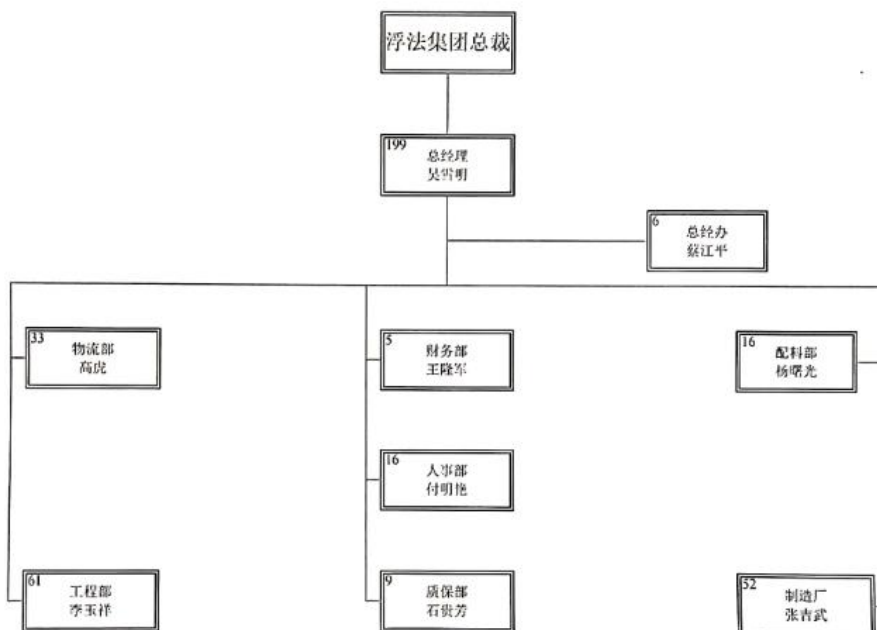 浮法集团总裁
199
总经理
吴雪明
6
总经办
蔡江平
33
物流部
高虎
5
财务部
王隆军
16
配料部
杨曙光
16
人事部
付明艳
61
工程部
李玉祥
9
质保部
石贵芳
52
制造厂
张吉武